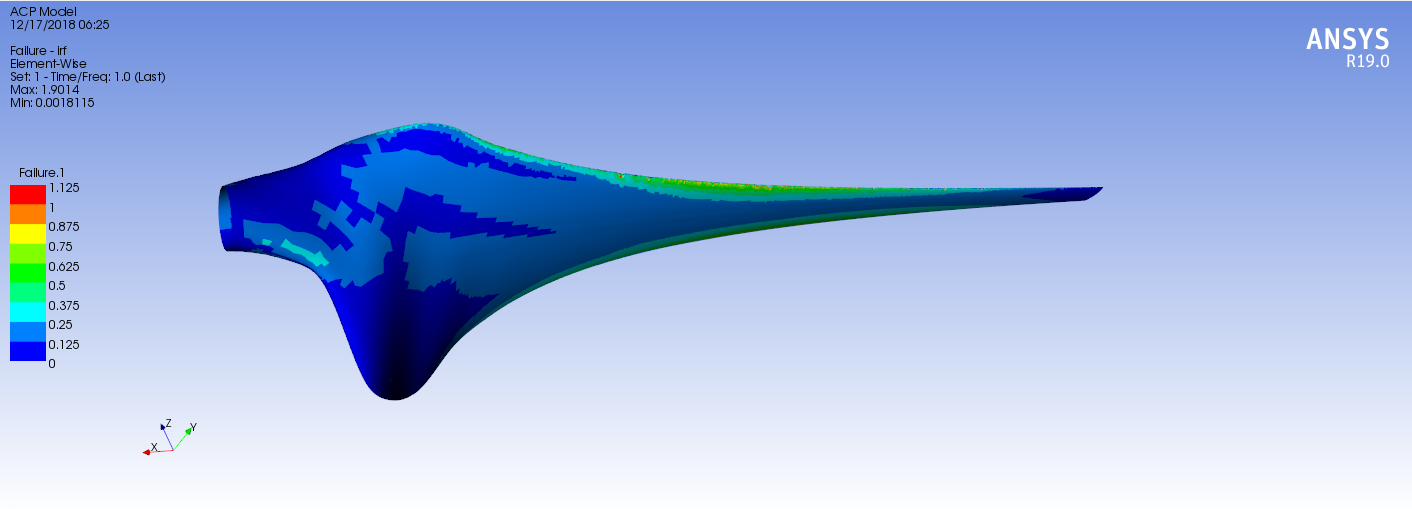 ACP Model
12/17/2018 06:25
Failure - irf
Element-Wise
Set: 1 - Time/Freq: 1.0 (Last)
Max: 1.9014
Min: 0.0018115
ANSYS
R19.0
Failure.1
1.125
1
0.875
0.75
0.625
0.5
0.375
0.25
0.125
0
Z
Y
X